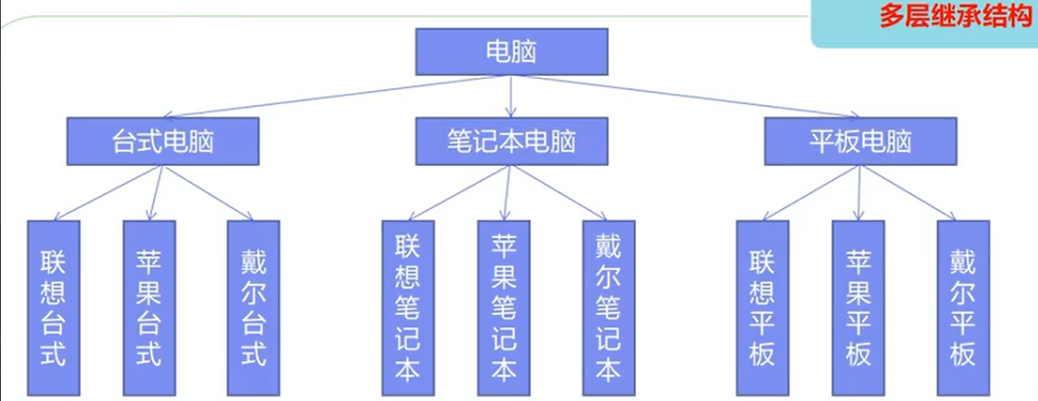 多层继承结构
电脑
台式电脑
笔记本电脑
平板电脑
联想台式
苹果台式
戴尔台式
联想笔记本
苹果笔记本
戴尔笔记本
联想平板
苹果平板
戴尔平板